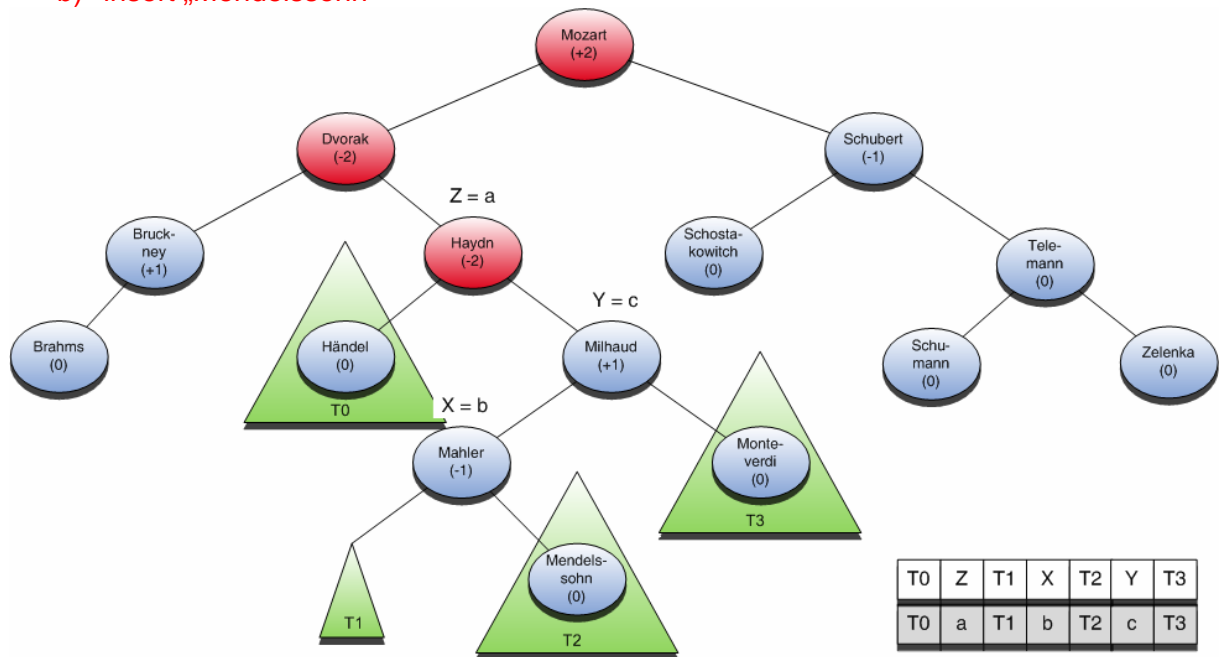 b) Insert „Mendelssohn“
Mozart
(+2)
Dvorak
(-2)
Schubert
(-1)
Z = a
Bruck-
ney
(+1)
Haydn
(-2)
Schosta-
kowitch
(0)
Tele-
mann
(0)
Y = c
Brahms
(0)
Händel
(0)
Milhaud
(+1)
Schu-
mann
(0)
Zelenka
(0)
T0
X = b
Mahler
(-1)
Monte-
verdi
(0)
T3
Mendels-
sohn
(0)
T1
T2
T0 Z T1 X T2 Y T3
T0 a T1 b T2 c T3